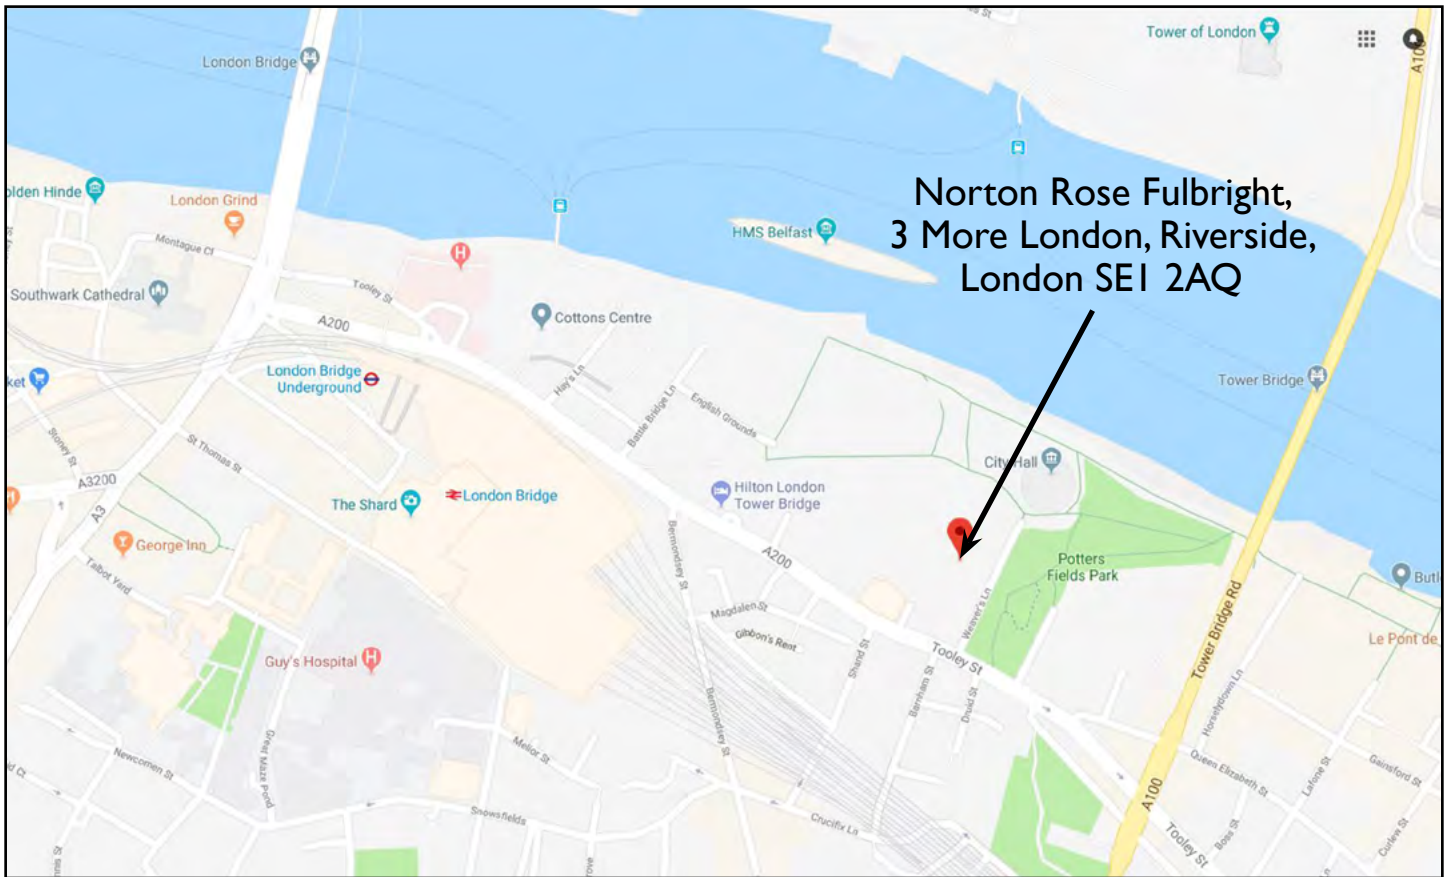 Tower of London
A100
London Bridge
olden Hinde
London Grind
Montague Cl
Norton Rose Fulbright,
3 More London, Riverside,
London SE1 2AQ
HMS Belfast
H
Southwark Cathedral
Tooley St
A200
Cottons Centre
London Bridge
Underground
Hay's Ln
Battle Bridge Ln
English Grounds
Tower Bridge
ket
Stoney St
St Thomas St
City Hall
A3200
A3
The Shard
London Bridge
Hilton London
Tower Bridge
H
George Inn
Bermondsey St
A200
Potters
Fields Park
Butl
Talbot Yard
Magdalen St
Gibbon's Rent
Weaver's Ln
Tower Bridge Rd
Le Pont de
Guy's Hospital
H
Shand St
Tooley St
Barnham St
Druid St
Horselydown Ln
Bermondsey St
Great Maze Pond
Melior St
Newcomen St
Queen Elizabeth St
Gainsford St
Lafone St
A100
Snowsfields
Crucifix Ln
Tooley St
Boss St
Curlew St